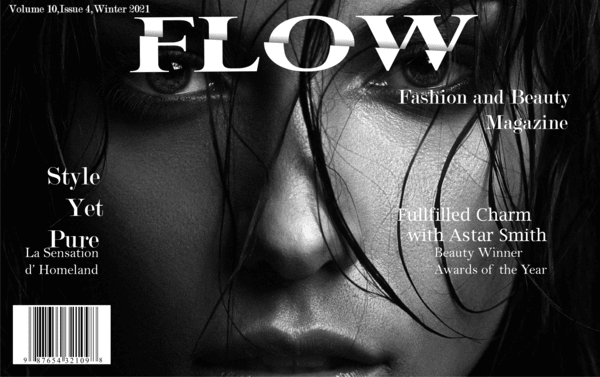 Volume 10,Issue 4,Winter 2021
FLOW
Fashion and Beauty
Magazine
Style
Yet
Pure
La Sensation
d' Homeland
Fullfilled Charm
with Astar Smith
Beauty Winner
Awards of the Year
9 87654 32109 8